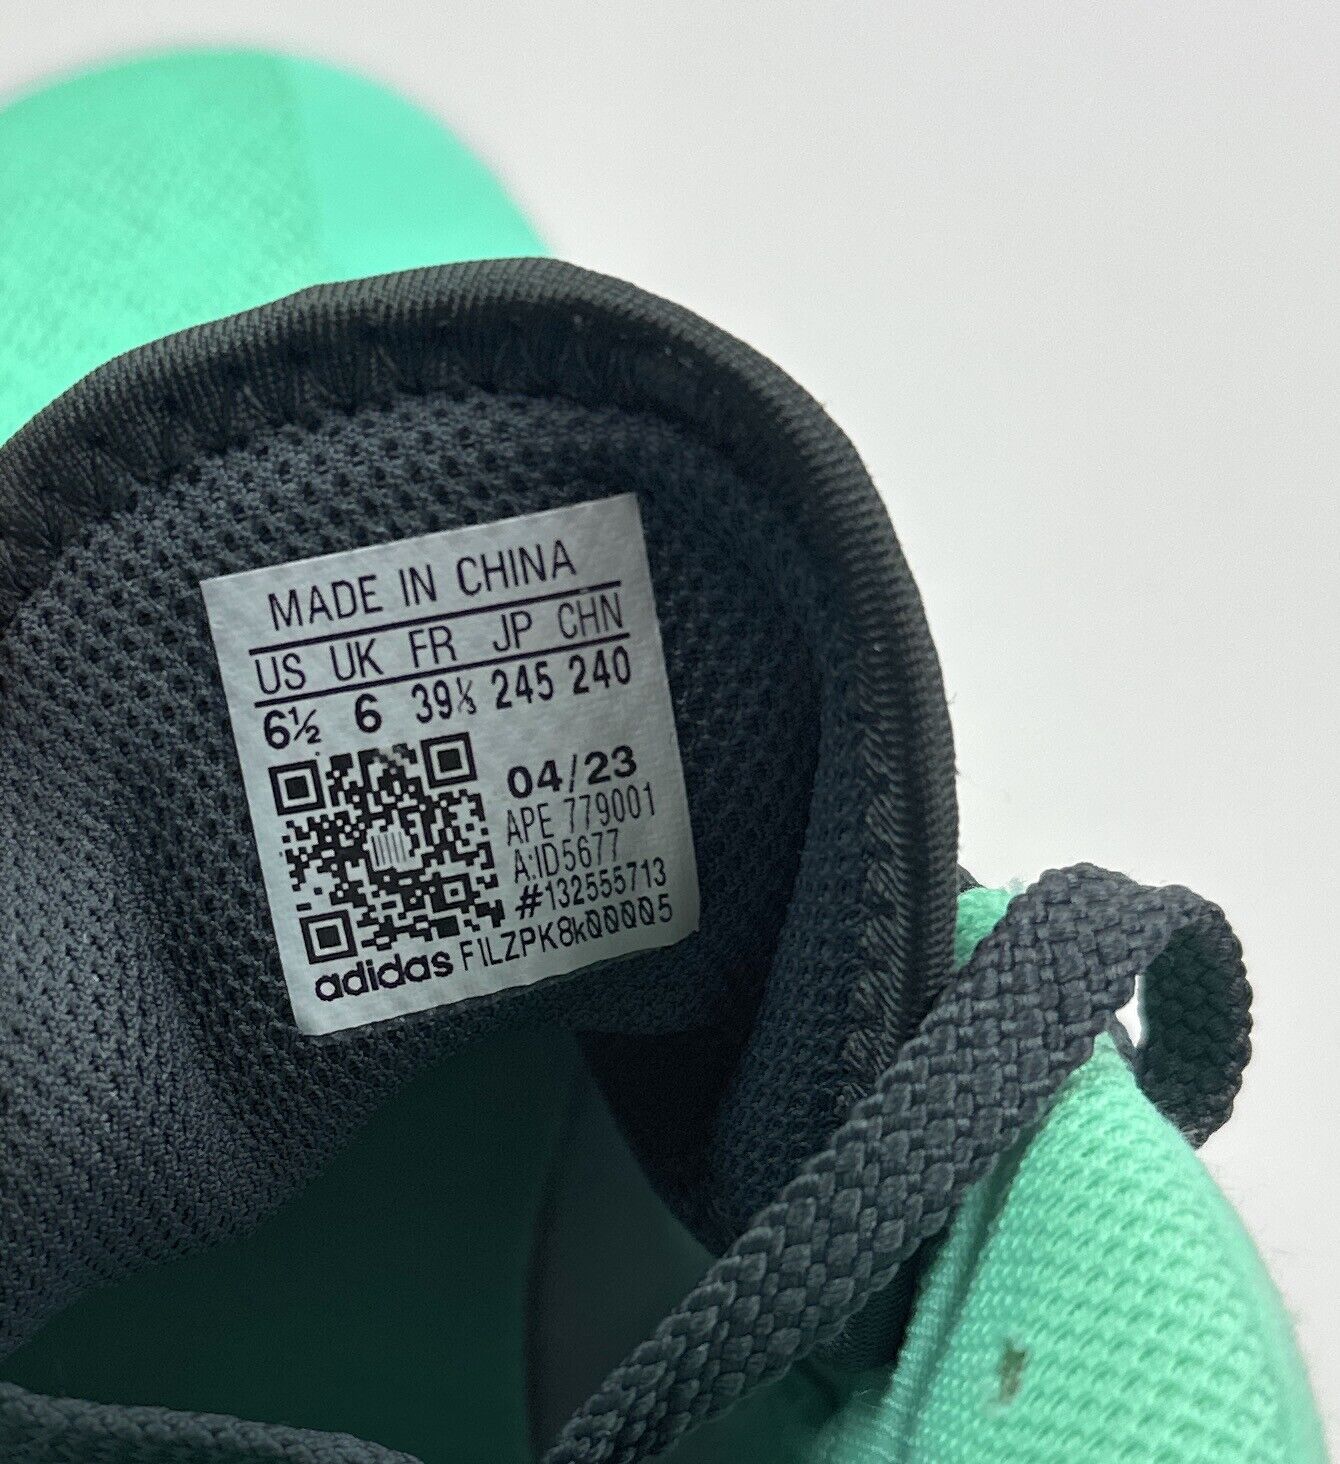 MADE IN CHINA
US UK FR JP CHN
6½ 6 39⅓ 245 240
04/23
APE 779001
A:ID5677
#132555713
adidas F1LZPK8k00005